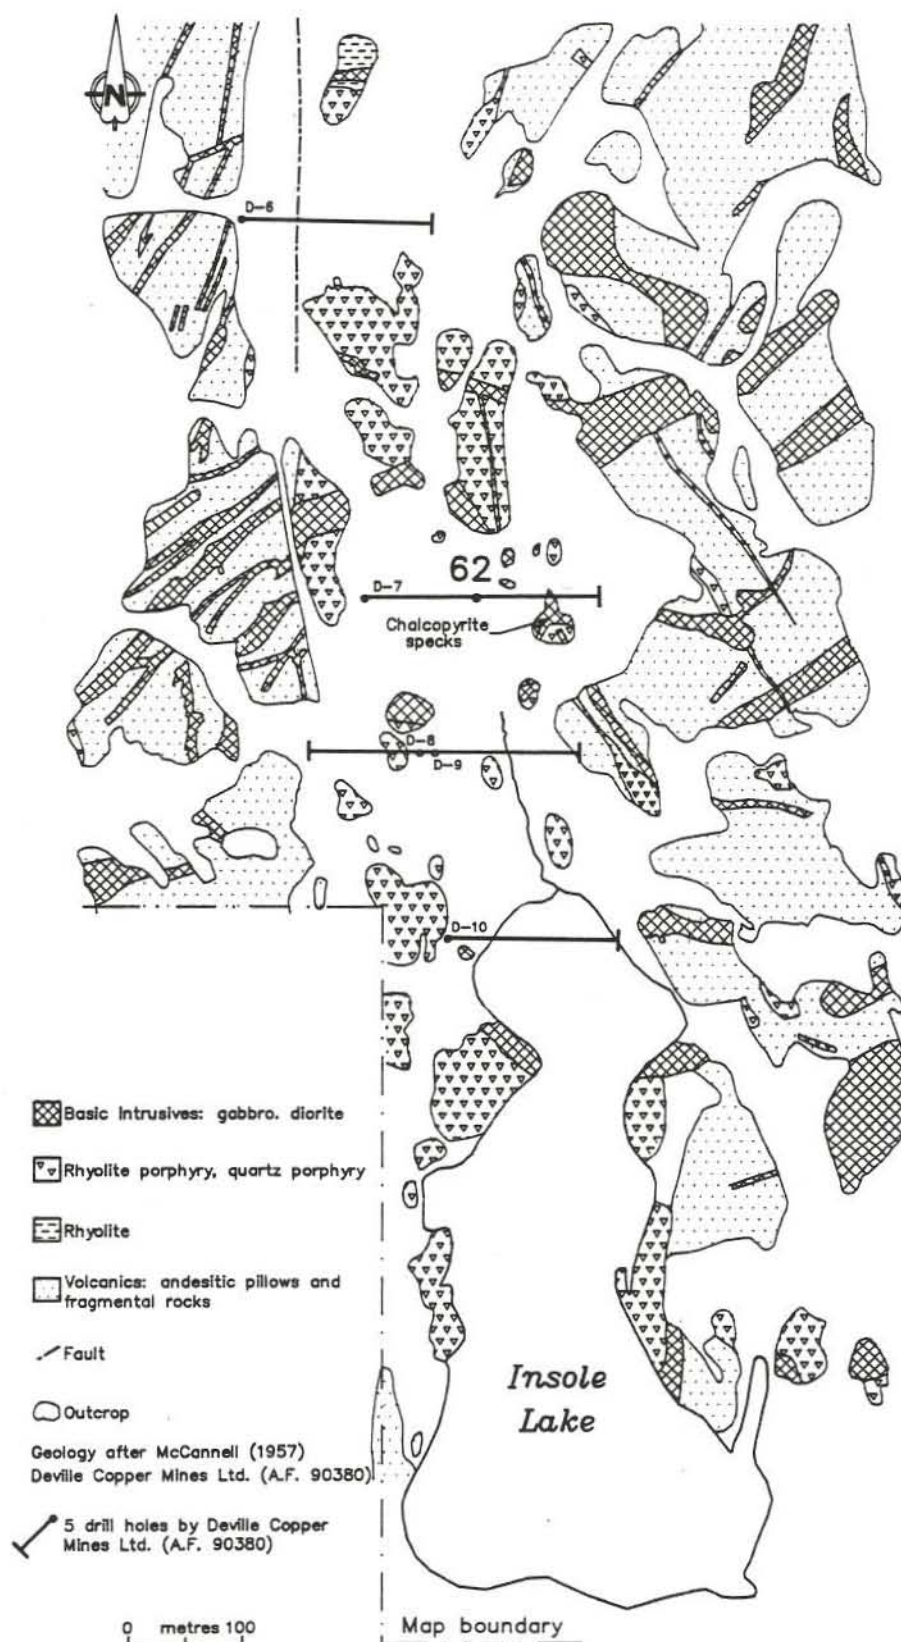 N
D-6
62
D-7
Chalcopyrite
specks
D-8
D-9
D-10
Basic Intrusives: gabbro. diorite
Rhyolite porphyry, quartz porphyry
Rhyolite
Volcanics: andesitic pillows and
fragmental rocks
Fault
Outcrop
Geology after McCannell (1957)
Deville Copper Mines Ltd. (A.F. 90380)
5 drill holes by Deville Copper
Mines Ltd. (A.F. 90380)
Insole
Lake
0 metres 100
Map boundary